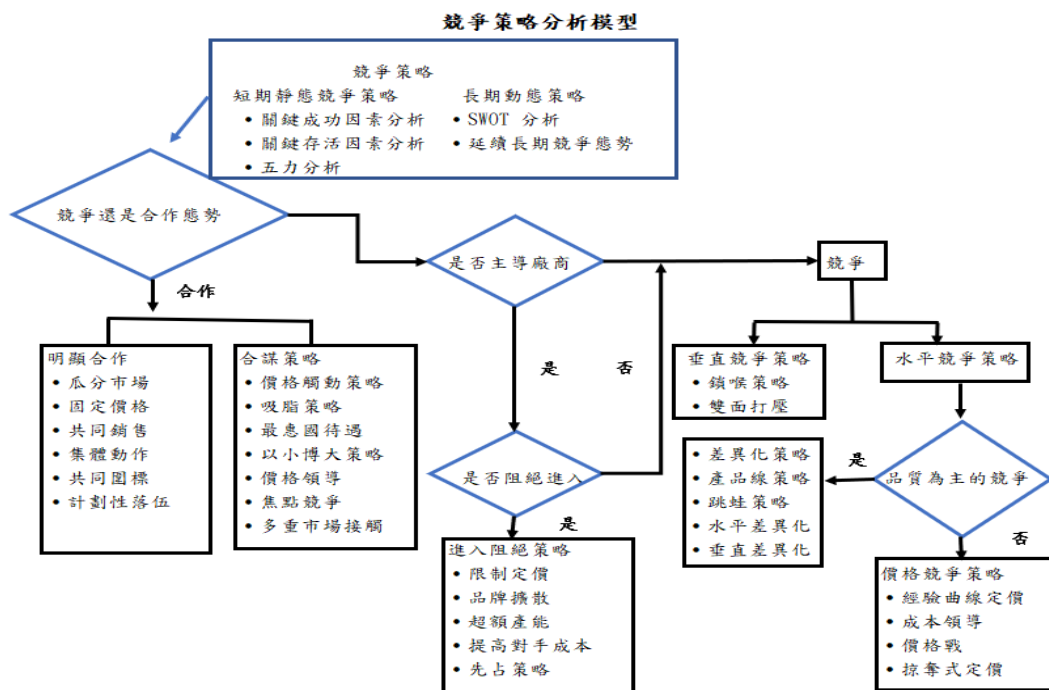 競爭策略分析模型
競爭策略
短期靜態競爭策略
• 關鍵成功因素分析
• 關鍵存活因素分析
• 五力分析
長期動態策略
• SWOT 分析
• 延續長期競爭態勢
競爭還是合作態勢
合作
明顯合作
• 瓜分市場
• 固定價格
• 共同銷售
• 集體動作
• 共同圍標
• 計劃性落伍
合謀策略
• 價格觸動策略
• 吸脂策略
• 最惠國待遇
• 以小博大策略
• 價格領導
• 焦點競爭
• 多重市場接觸
是否主導廠商
是
否
是否阻絕進入
是
進入阻絕策略
• 限制定價
• 品牌擴散
• 超額產能
• 提高對手成本
• 先占策略
競爭
垂直競爭策略
• 鎖喉策略
• 雙面打壓
水平競爭策略
品質為主的競爭
是
• 差異化策略
• 產品線策略
• 跳蛙策略
• 水平差異化
• 垂直差異化
否
價格競爭策略
• 經驗曲線定價
• 成本領導
• 價格戰
• 掠奪式定價